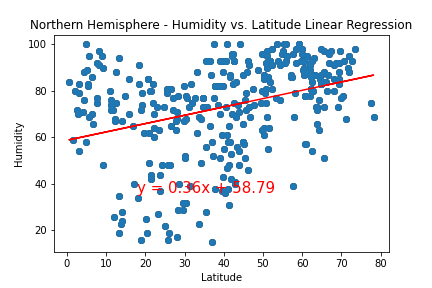 Northern Hemisphere - Humidity vs. Latitude Linear Regression
100
80
60
40
20
Humidity
y = 0.36x + 58.79
0 10 20 30 40 50 60 70 80
Latitude